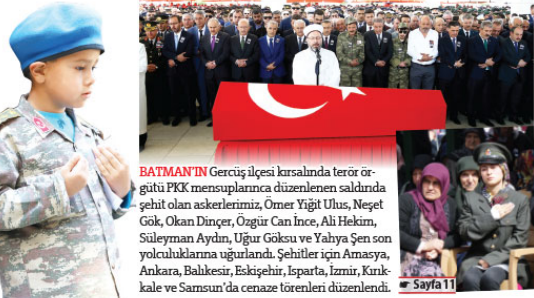 BATMAN'IN Gercüş ilçesi kırsalında terör ör-
gütü PKK mensuplarınca düzenlenen saldırıda
şehit olan askerlerimiz, Ömer Yiğit Ulus, Neşet
Gök, Okan Dinçer, Özgür Can İnce, Ali Hekim,
Süleyman Aydın, Uğur Göksu ve Yahya Şen son
yolculuklarına uğurlandı. Şehitler için Amasya,
Ankara, Balıkesir, Eskişehir, Isparta, İzmir, Kırık-
kale ve Samsun'da cenaze törenleri düzenlendi.
Sayfa 11